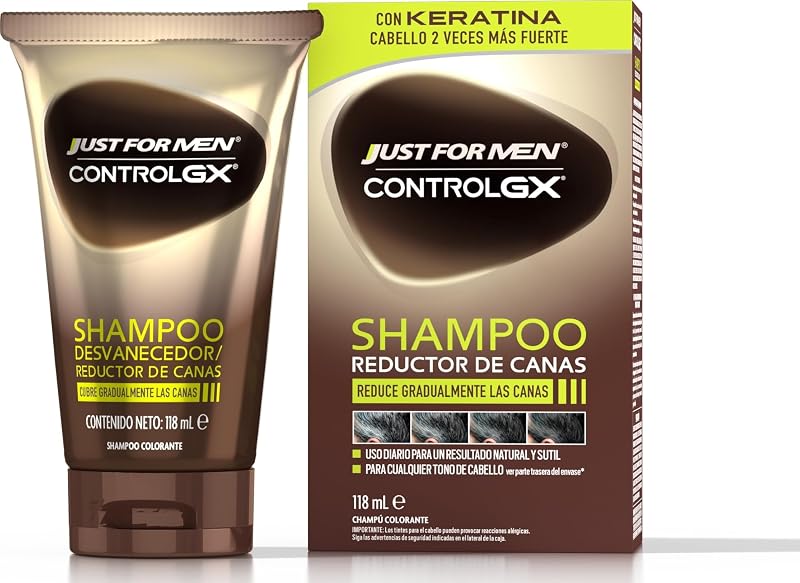 JUST FOR MEN®
CONTROLGX®
SHAMPOO
DESVANECEDOR/
REDUCTOR DE CANAS
CUBRE GRADUALMENTE LAS CANAS
CONTENIDO NETO: 118 mL ℮
SHAMPOO COLORANTE
CON KERATINA
CABELLO 2 VECES MÁS FUERTE
JUST FOR MEN®
CONTROLGX®
SHAMPOO
REDUCTOR DE CANAS
REDUCE GRADUALMENTE LAS CANAS
USO DIARIO PARA UN RESULTADO NATURAL Y SUTIL
PARA CUALQUIER TONO DE CABELLO ver parte trasera del envase*
118 mL ℮
CHAMPÚ COLORANTE
IMPORTANTE: Los tintes para el cabello pueden provocar reacciones alérgicas.
Siga las advertencias de seguridad indicadas en el lateral de la caja.